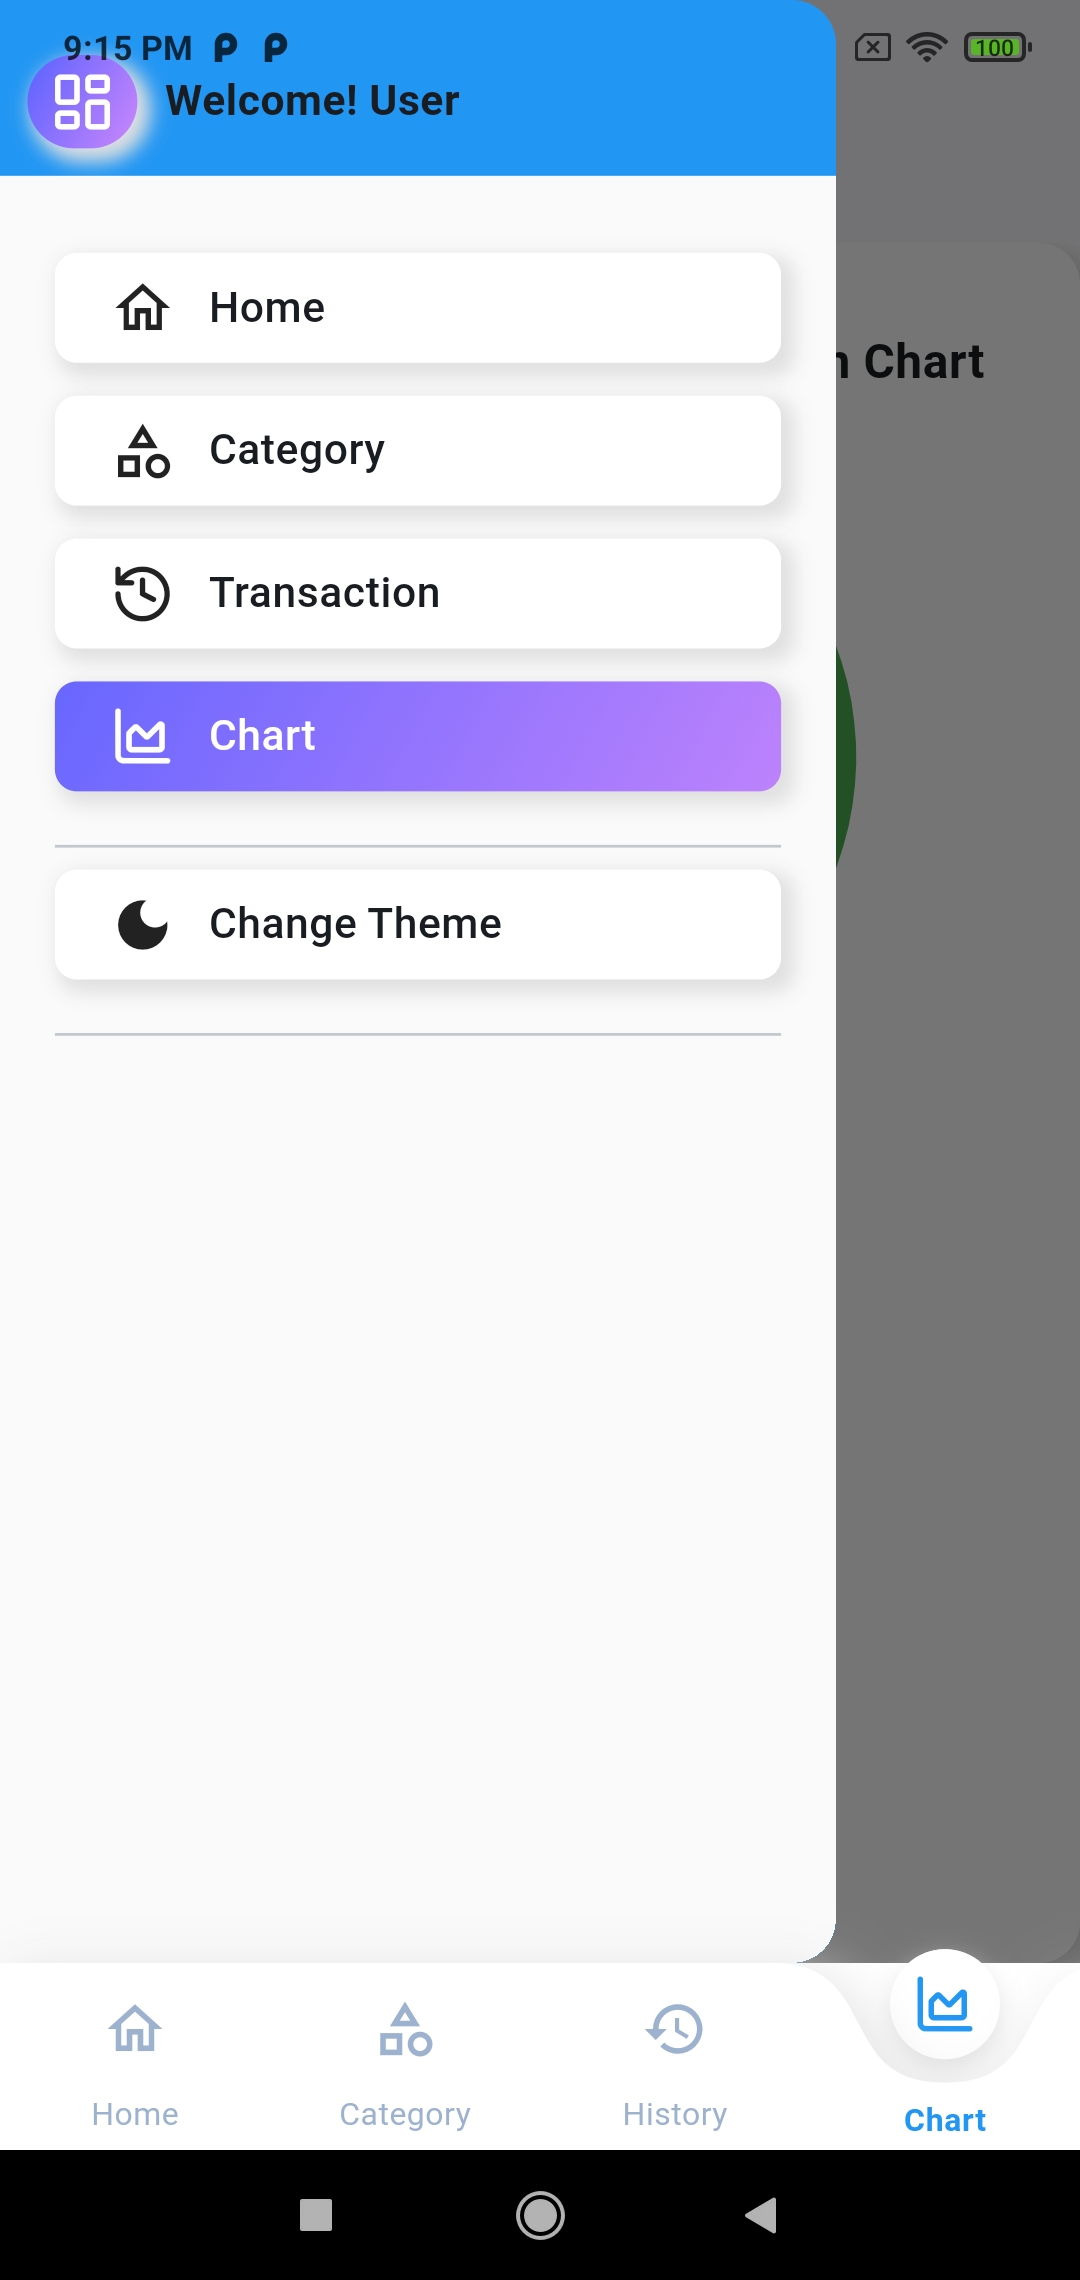 9:15 PM
100
Welcome! User
Home
n Chart
Category
Transaction
Chart
Change Theme
Home
Category
History
Chart